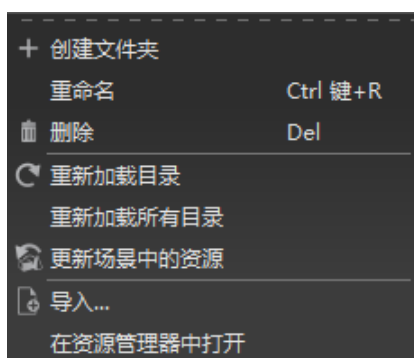 创建文件夹
重命名 Ctrl 键+R
删除 Del
重新加载目录
重新加载所有目录
更新场景中的资源
导入...
在资源管理器中打开